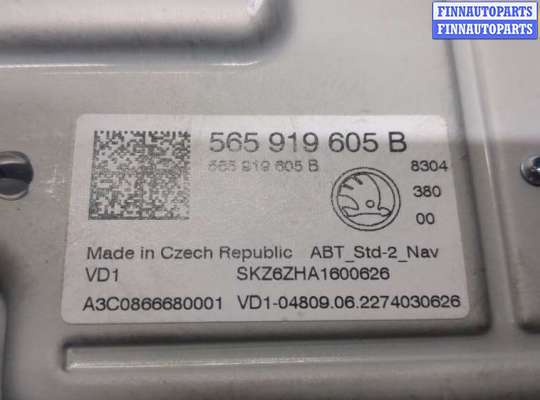 FINNAUTOPARTS
FINNAUTOPARTS
565 919 605 B
565 919 605 B
8304
380
00
Made in Czech Republic ABT_Std-2_Nav
VD1 SKZ6ZHA1600626
A3C0866680001 VD1-04809.06.2274030626